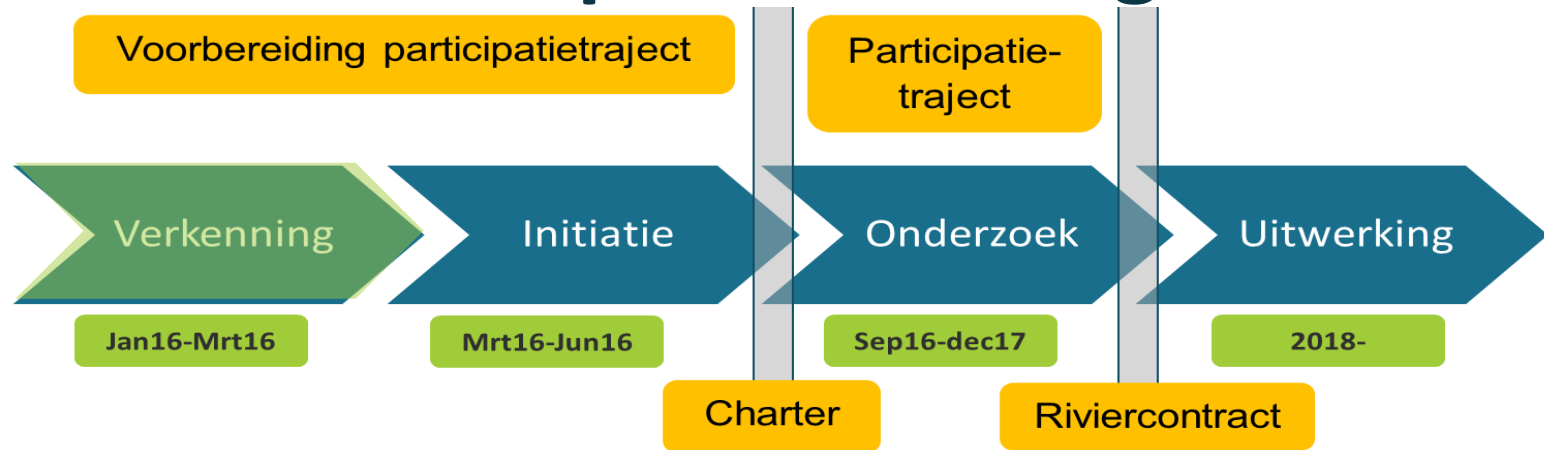 Voorbereiding participatietraject
Participatie-
traject
Verkenning
Initiatie
Onderzoek
Uitwerking
Jan16-Mrt16
Mrt16-Jun16
Sep16-dec17
2018-
Charter
Riviercontract